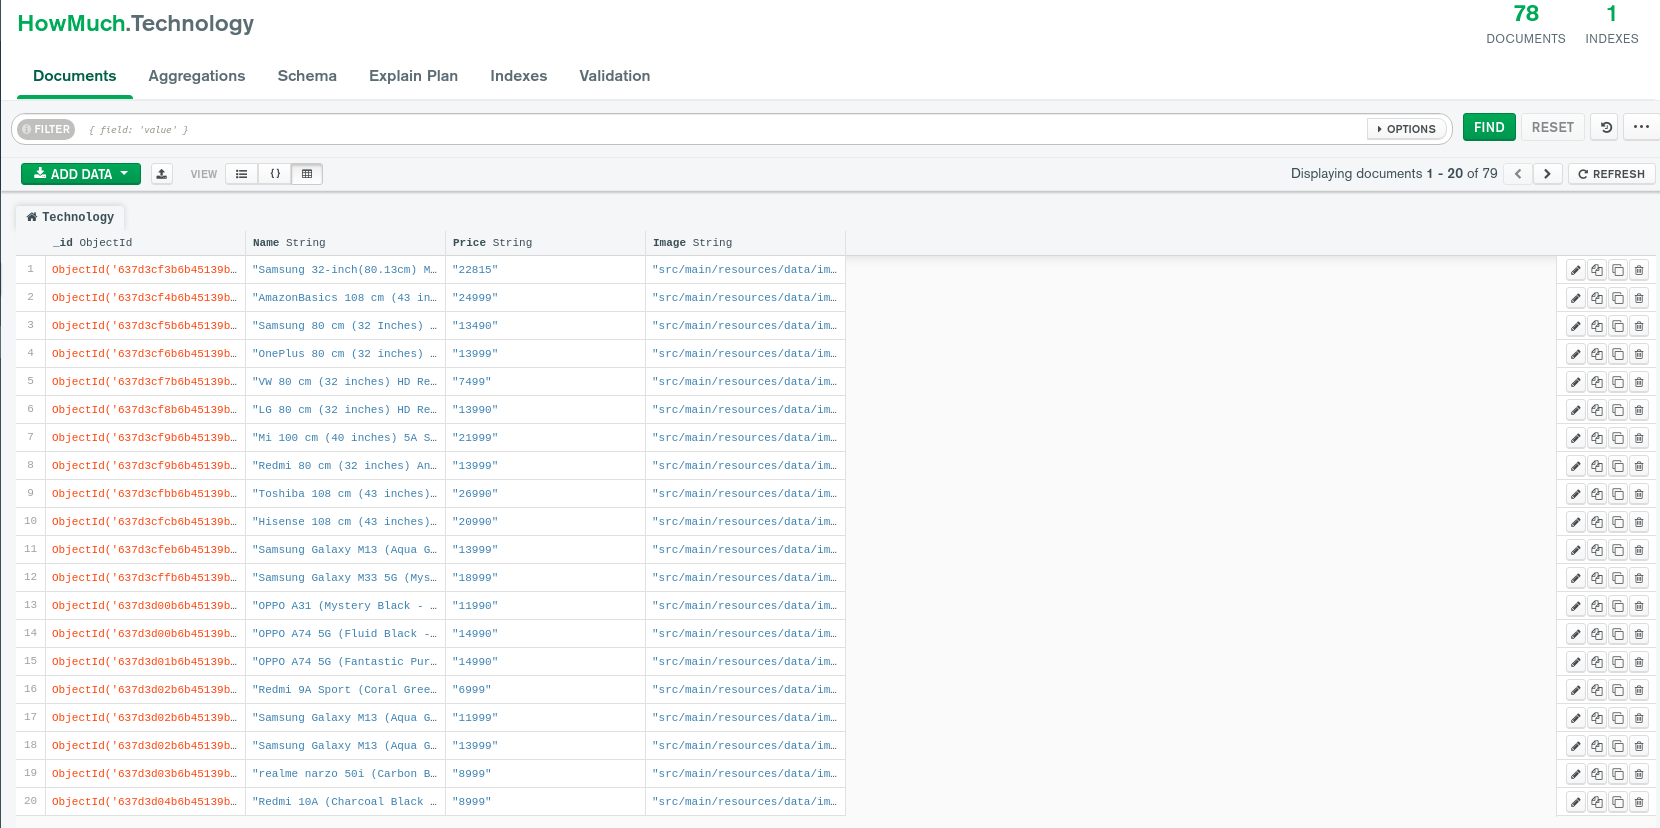 HowMuch.Technology
78 DOCUMENTS 1 INDEXES
Documents Aggregations Schema Explain Plan Indexes Validation
FILTER { field: 'value' } OPTIONS FIND RESET
ADD DATA VIEW { } Displaying documents 1 - 20 of 79 REFRESH
Technology
_id ObjectId Name String Price String Image String
1 ObjectId('637d3cf3b6b45139b… "Samsung 32-inch(80.13cm) M… "22815" "src/main/resources/data/im…
2 ObjectId('637d3cf4b6b45139b… "AmazonBasics 108 cm (43 in… "24999" "src/main/resources/data/im…
3 ObjectId('637d3cf5b6b45139b… "Samsung 80 cm (32 Inches) … "13490" "src/main/resources/data/im…
4 ObjectId('637d3cf6b6b45139b… "OnePlus 80 cm (32 inches) … "13999" "src/main/resources/data/im…
5 ObjectId('637d3cf7b6b45139b… "VW 80 cm (32 inches) HD Re… "7499" "src/main/resources/data/im…
6 ObjectId('637d3cf8b6b45139b… "LG 80 cm (32 inches) HD Re… "13990" "src/main/resources/data/im…
7 ObjectId('637d3cf9b6b45139b… "Mi 100 cm (40 inches) 5A S… "21999" "src/main/resources/data/im…
8 ObjectId('637d3cf9b6b45139b… "Redmi 80 cm (32 inches) An… "13999" "src/main/resources/data/im…
9 ObjectId('637d3cfbb6b45139b… "Toshiba 108 cm (43 inches)… "26990" "src/main/resources/data/im…
10 ObjectId('637d3cfcb6b45139b… "Hisense 108 cm (43 inches)… "20990" "src/main/resources/data/im…
11 ObjectId('637d3cfeb6b45139b… "Samsung Galaxy M13 (Aqua G… "13999" "src/main/resources/data/im…
12 ObjectId('637d3cffb6b45139b… "Samsung Galaxy M33 5G (Mys… "18999" "src/main/resources/data/im…
13 ObjectId('637d3d00b6b45139b… "OPPO A31 (Mystery Black - … "11990" "src/main/resources/data/im…
14 ObjectId('637d3d00b6b45139b… "OPPO A74 5G (Fluid Black -… "14990" "src/main/resources/data/im…
15 ObjectId('637d3d01b6b45139b… "OPPO A74 5G (Fantastic Pur… "14990" "src/main/resources/data/im…
16 ObjectId('637d3d02b6b45139b… "Redmi 9A Sport (Coral Gree… "6999" "src/main/resources/data/im…
17 ObjectId('637d3d02b6b45139b… "Samsung Galaxy M13 (Aqua G… "11999" "src/main/resources/data/im…
18 ObjectId('637d3d02b6b45139b… "Samsung Galaxy M13 (Aqua G… "13999" "src/main/resources/data/im…
19 ObjectId('637d3d03b6b45139b… "realme narzo 50i (Carbon B… "8999" "src/main/resources/data/im…
20 ObjectId('637d3d04b6b45139b… "Redmi 10A (Charcoal Black … "8999" "src/main/resources/data/im…